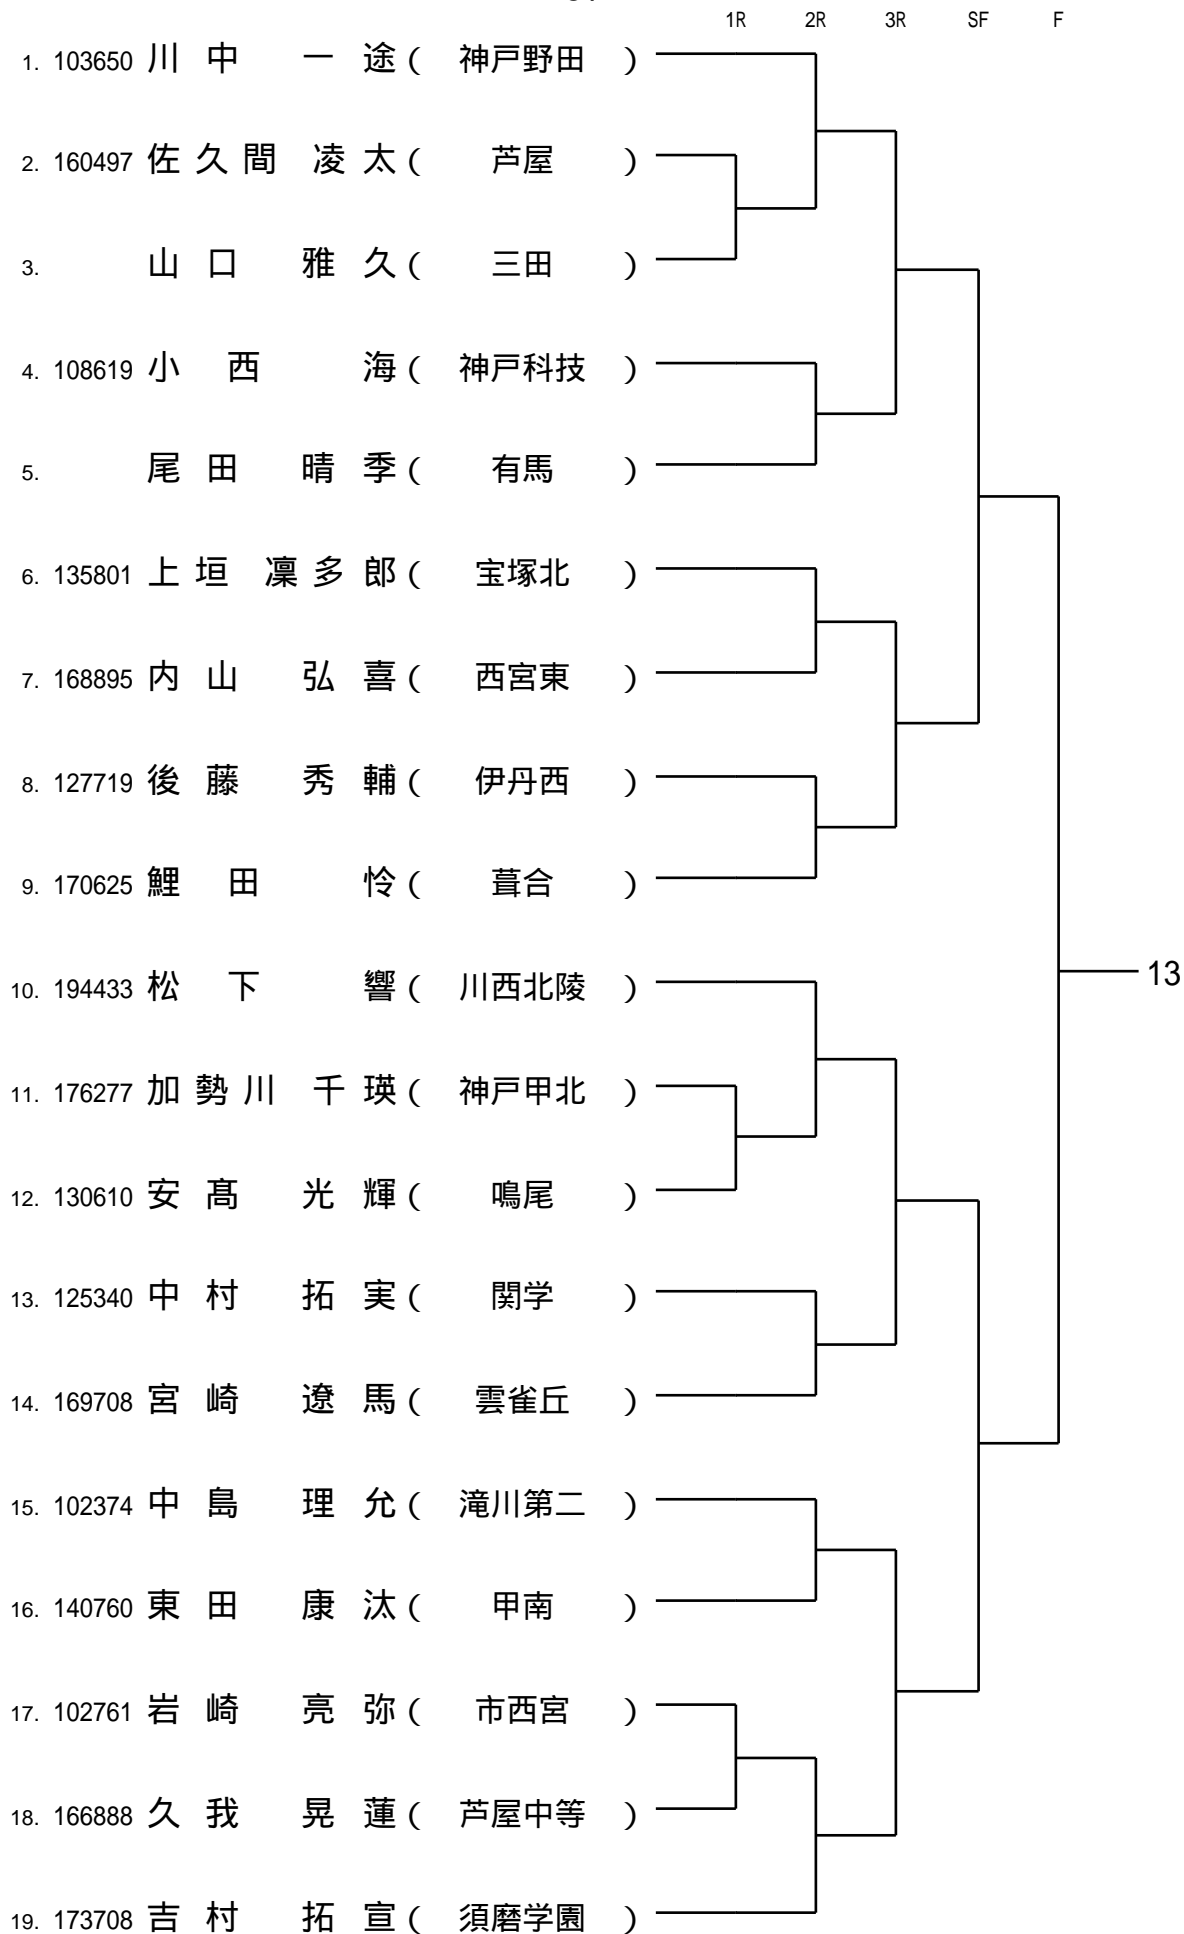 1R 2R 3R SF F
1. 103650 川中 一途 ( 神戸野田 )
2. 160497 佐久間 凌太 ( 芦屋 )
3. 山口 雅久 ( 三田 )
4. 108619 小西 海 ( 神戸科技 )
5. 尾田 晴季 ( 有馬 )
6. 135801 上垣 凜多郎 ( 宝塚北 )
7. 168895 内山 弘喜 ( 西宮東 )
8. 127719 後藤 秀輔 ( 伊丹西 )
9. 170625 鯉田 怜 ( 葺合 )
13
10. 194433 松下 響 ( 川西北陵 )
11. 176277 加勢川 千瑛 ( 神戸甲北 )
12. 130610 安髙 光輝 ( 鳴尾 )
13. 125340 中村 拓実 ( 関学 )
14. 169708 宮崎 遼馬 ( 雲雀丘 )
15. 102374 中島 理允 ( 滝川第二 )
16. 140760 東田 康汰 ( 甲南 )
17. 102761 岩崎 亮弥 ( 市西宮 )
18. 166888 久我 晃蓮 ( 芦屋中等 )
19. 173708 吉村 拓宣 ( 須磨学園 )